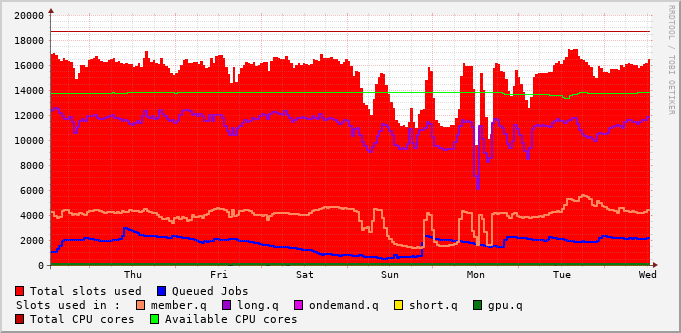 20000
18000
16000
14000
12000
10000
8000
6000
4000
2000
0
Thu Fri Sat Sun Mon Tue Wed
Total slots used Queued Jobs
Slots used in : member.q long.q ondemand.q short.q gpu.q
Total CPU cores Available CPU cores
RRDTOOL / TOBI OETIKER